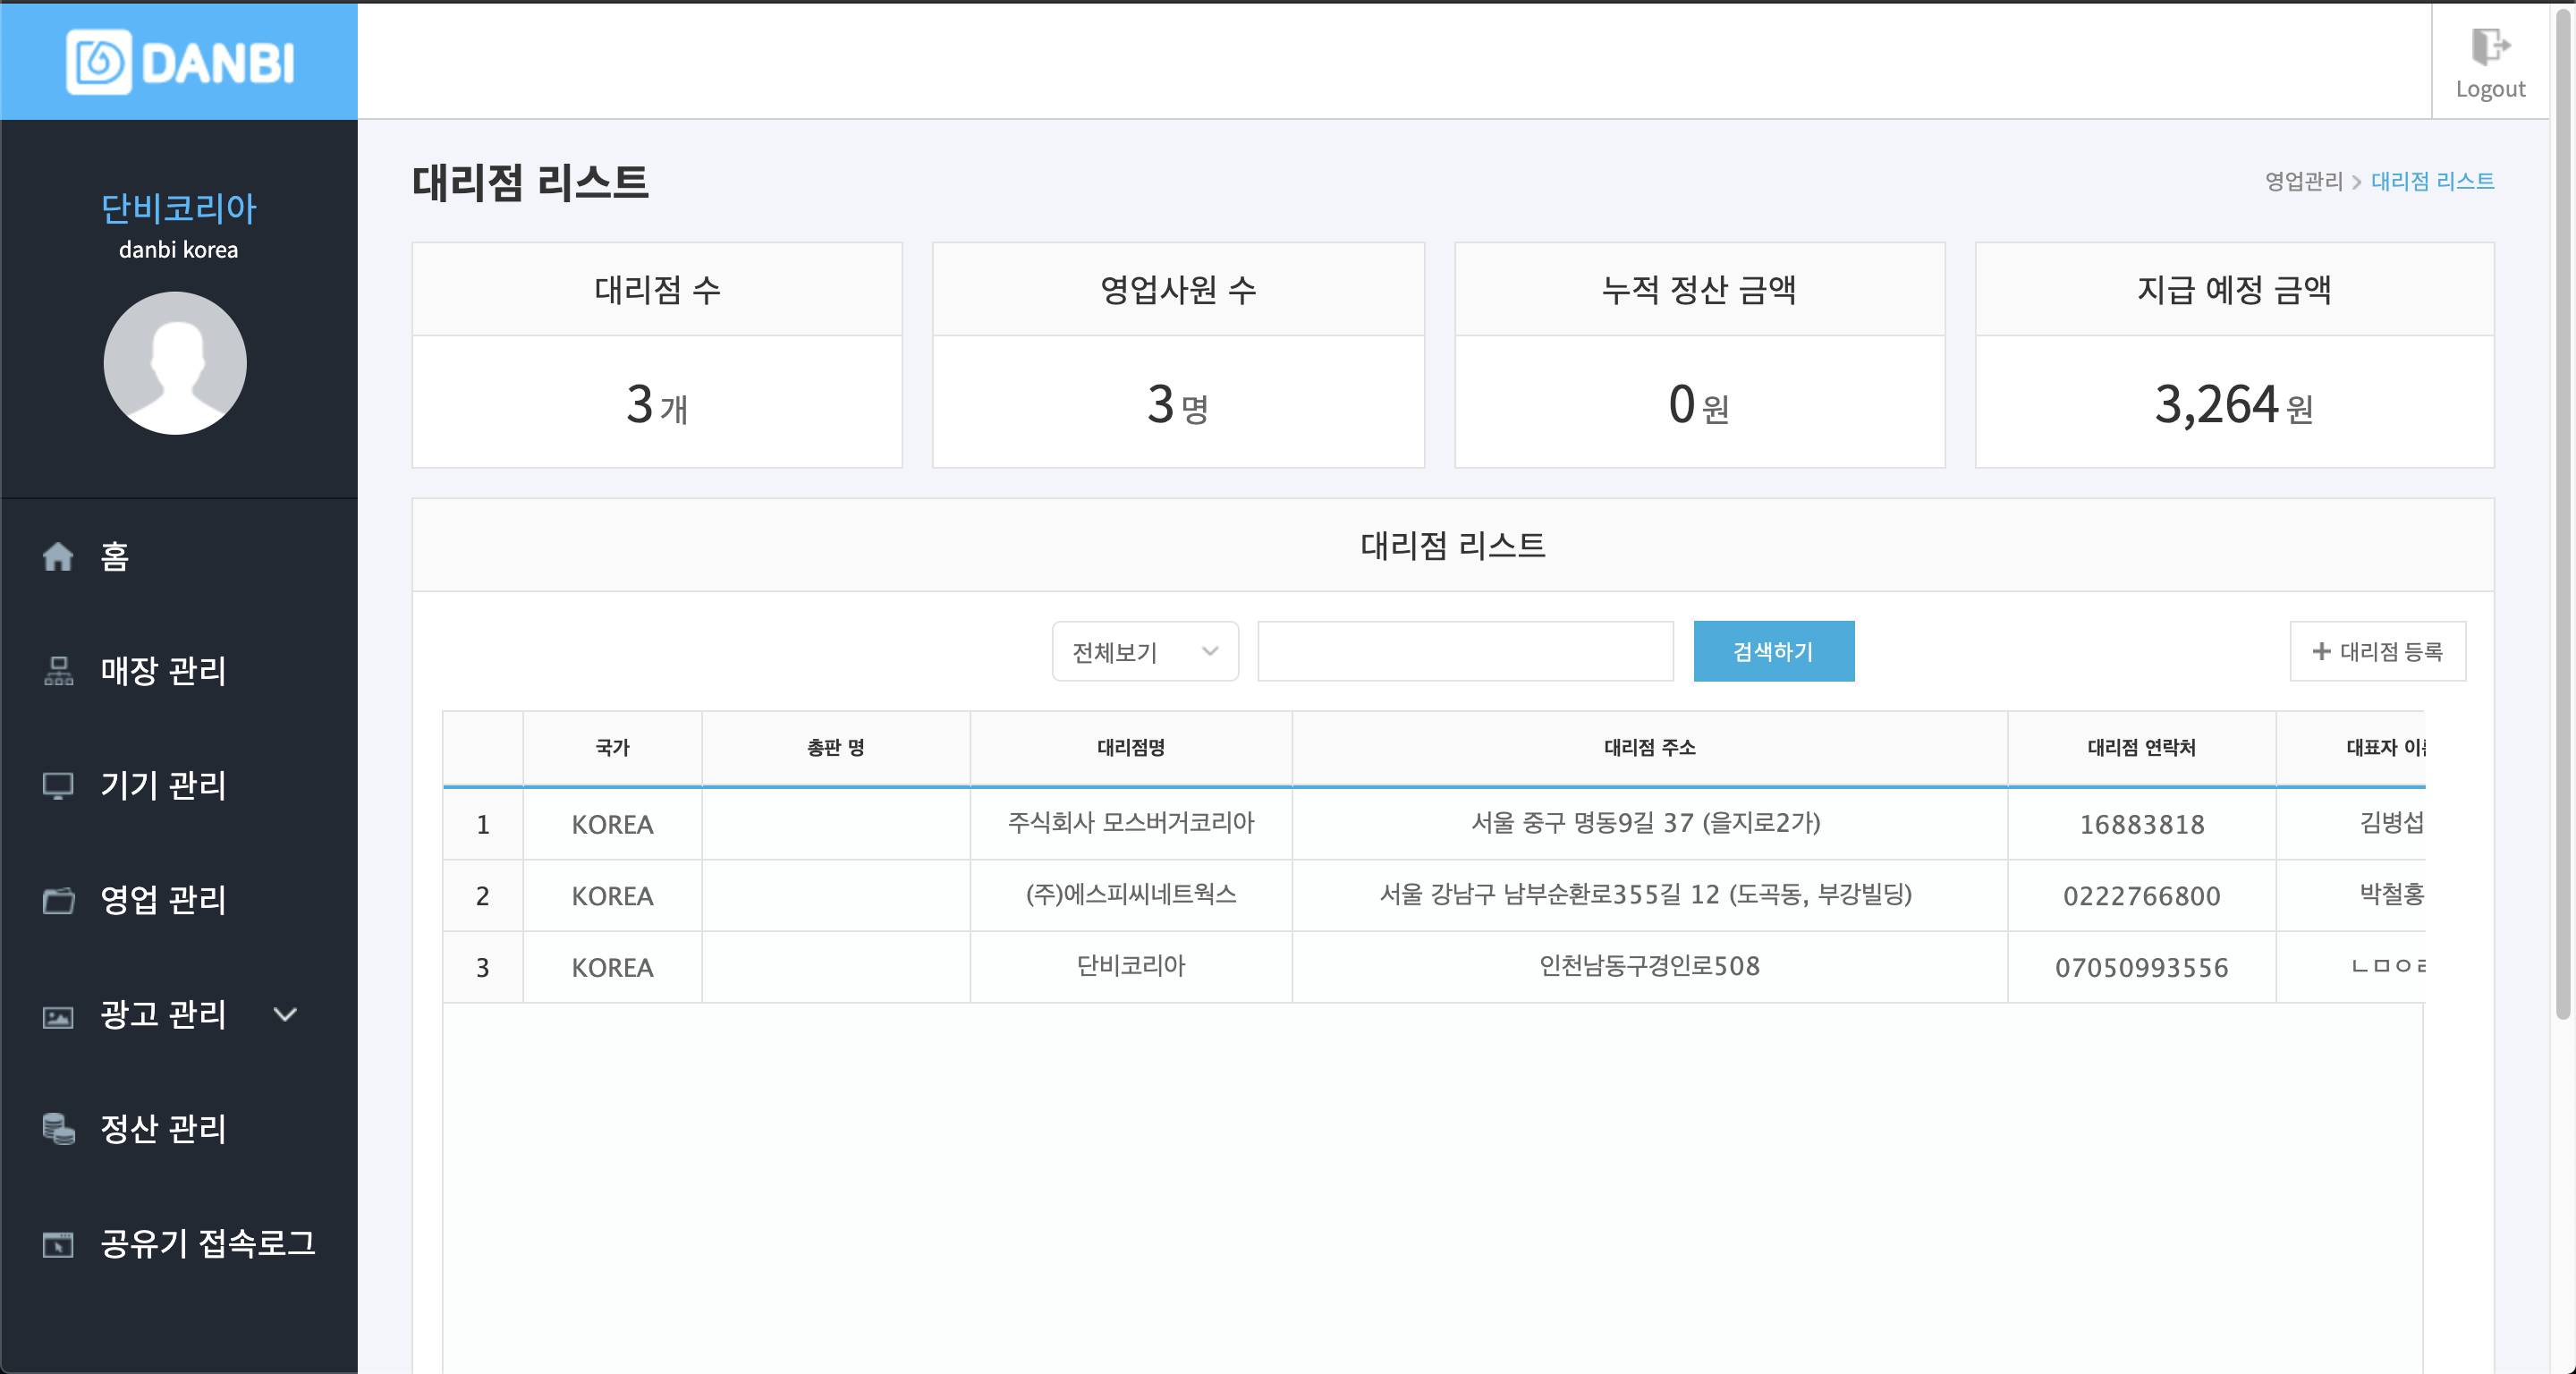 DANBI
Logout
단비코리아
danbi korea
홈
매장 관리
기기 관리
영업 관리
광고 관리
정산 관리
공유기 접속로그
대리점 리스트
영업관리 > 대리점 리스트
대리점 수
3 개
영업사원 수
3 명
누적 정산 금액
0 원
지급 예정 금액
3,264 원
대리점 리스트
전체보기 검색하기 + 대리점 등록
국가 총판 명 대리점명 대리점 주소 대리점 연락처 대표자
1 KOREA 주식회사 모스버거코리아 서울 중구 명동9길 37 (을지로2가) 16883818 김병섭
2 KOREA (주)에스피씨네트웍스 서울 강남구 남부순환로355길 12 (도곡동, 부강빌딩) 0222766800 박철홍
3 KOREA 단비코리아 인천남동구경인로508 07050993556 ㄴㅁㅇㄹ